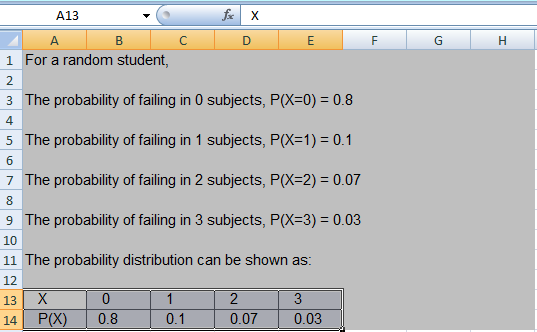 A13 fx X
A B C D E F G H
1 For a random student,
2
3 The probability of failing in 0 subjects, P(X=0) = 0.8
4
5 The probability of failing in 1 subjects, P(X=1) = 0.1
6
7 The probability of failing in 2 subjects, P(X=2) = 0.07
8
9 The probability of failing in 3 subjects, P(X=3) = 0.03
10
11 The probability distribution can be shown as:
12
13 X 0 1 2 3
14 P(X) 0.8 0.1 0.07 0.03